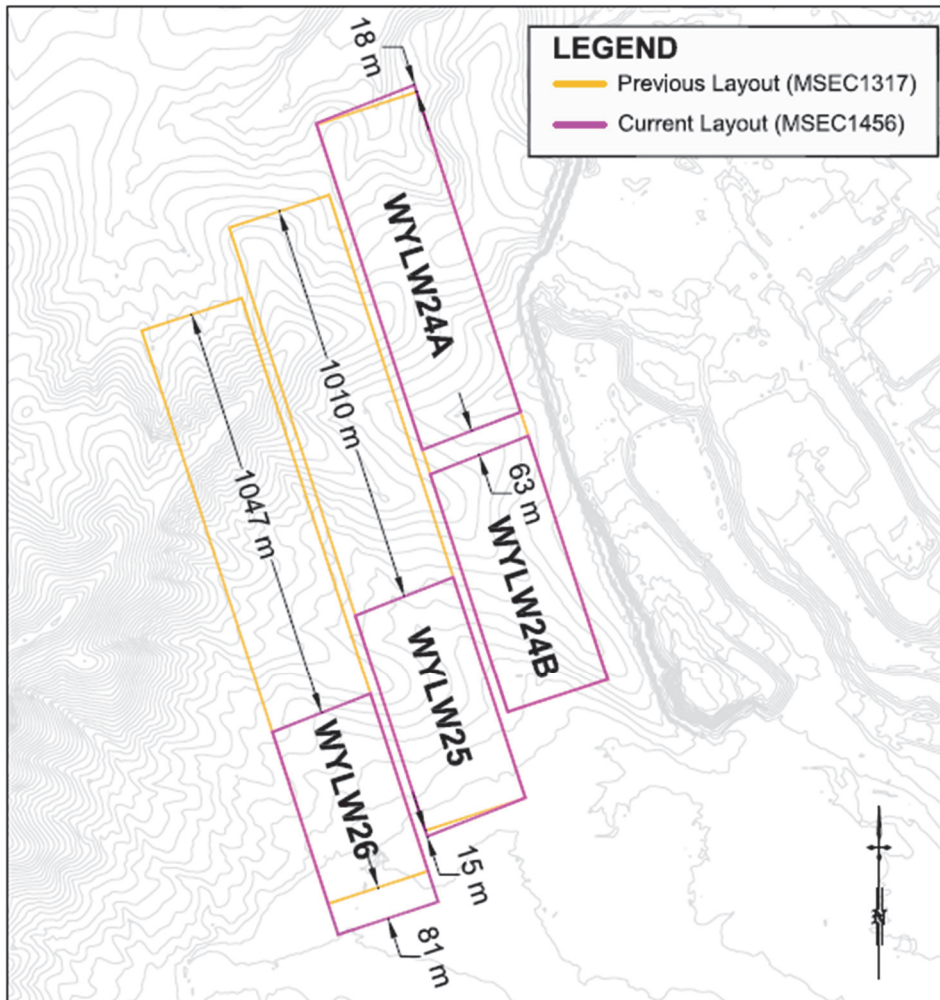 LEGEND
Previous Layout (MSEC1317)
Current Layout (MSEC1456)
18 m
WYLW24A
1010 m
1047 m
63 m
WYLW24B
WYLW25
WYLW26
15 m
81 m
N